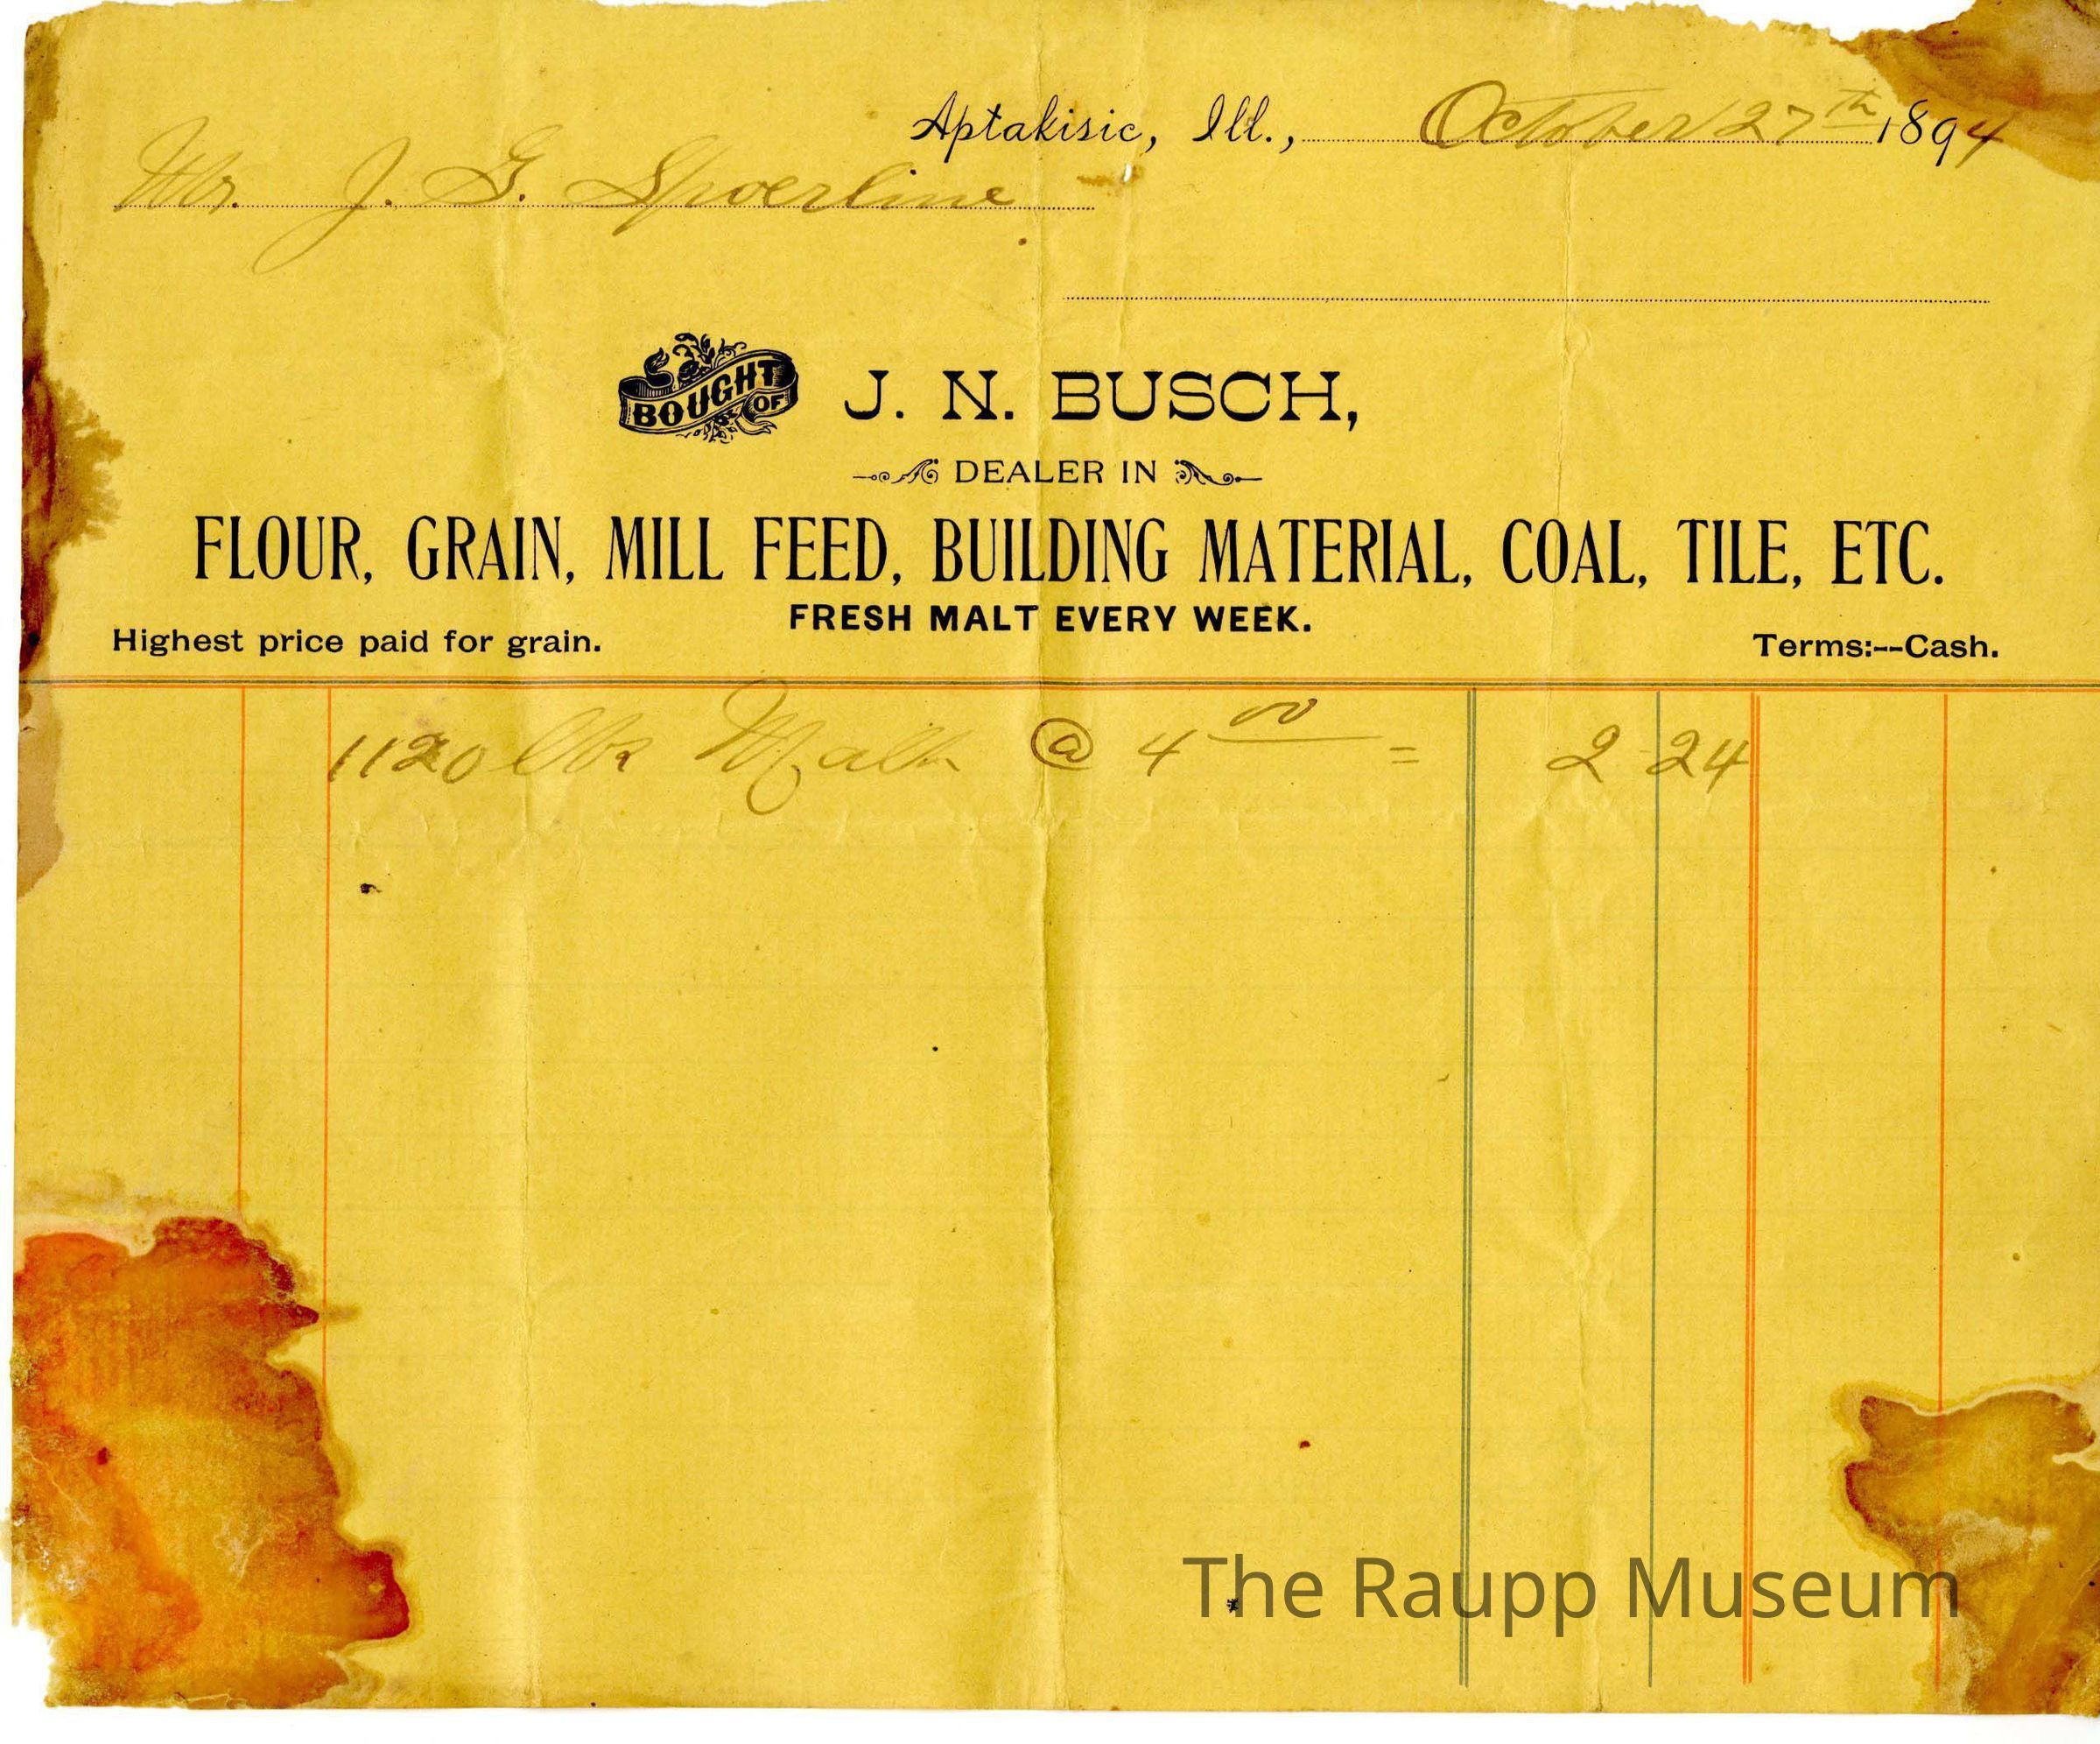 Aptakisic, Ill., October 27th 1894
Mr. J. G. Spoerline
BOUGHT OF J. N. BUSCH,
DEALER IN
FLOUR, GRAIN, MILL FEED, BUILDING MATERIAL, COAL, TILE, ETC.
FRESH MALT EVERY WEEK.
Highest price paid for grain. Terms:--Cash.
1120 lbs Malt @ 4 00 = 2 24
The Raupp Museum